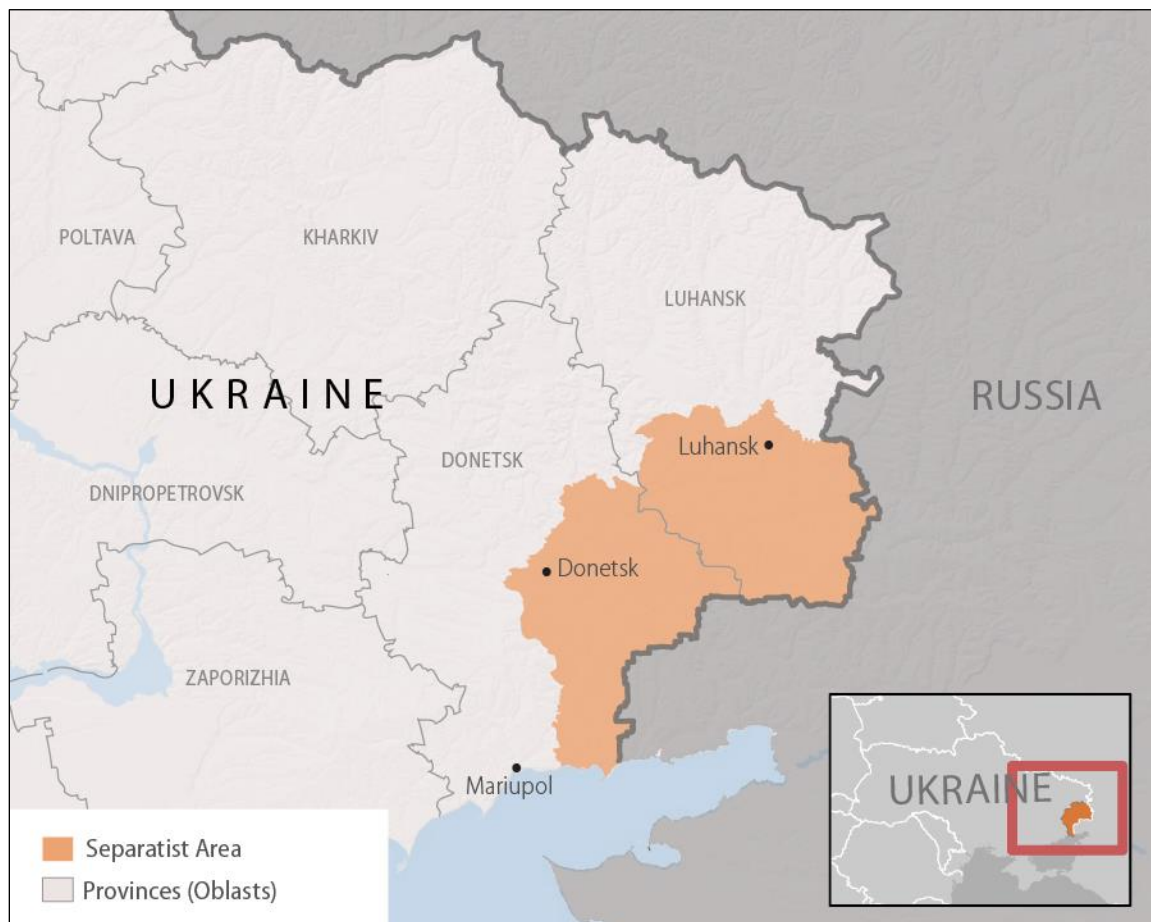 POLTAVA
KHARKIV
LUHANSK
UKRAINE
RUSSIA
DONETSK
Luhansk
DNIPROPETROVSK
Donetsk
ZAPORIZHIA
Mariupol
UKRAINE
Separatist Area
Provinces (Oblasts)